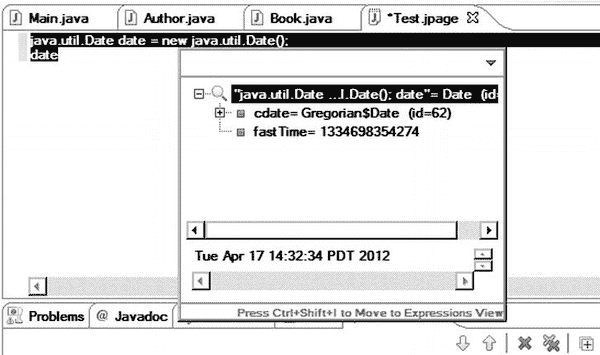 Main.java Author.java Book.java *Test.jpage
java.util.Date date = new java.util.Date();
date
"java.util.Date ...l.Date(); date"= Date (id=
cdate= Gregorian$Date (id=62)
fastTime= 1334698354274
Tue Apr 17 14:32:34 PDT 2012
Press Ctrl+Shift+I to Move to Expressions View
Problems @ Javadoc